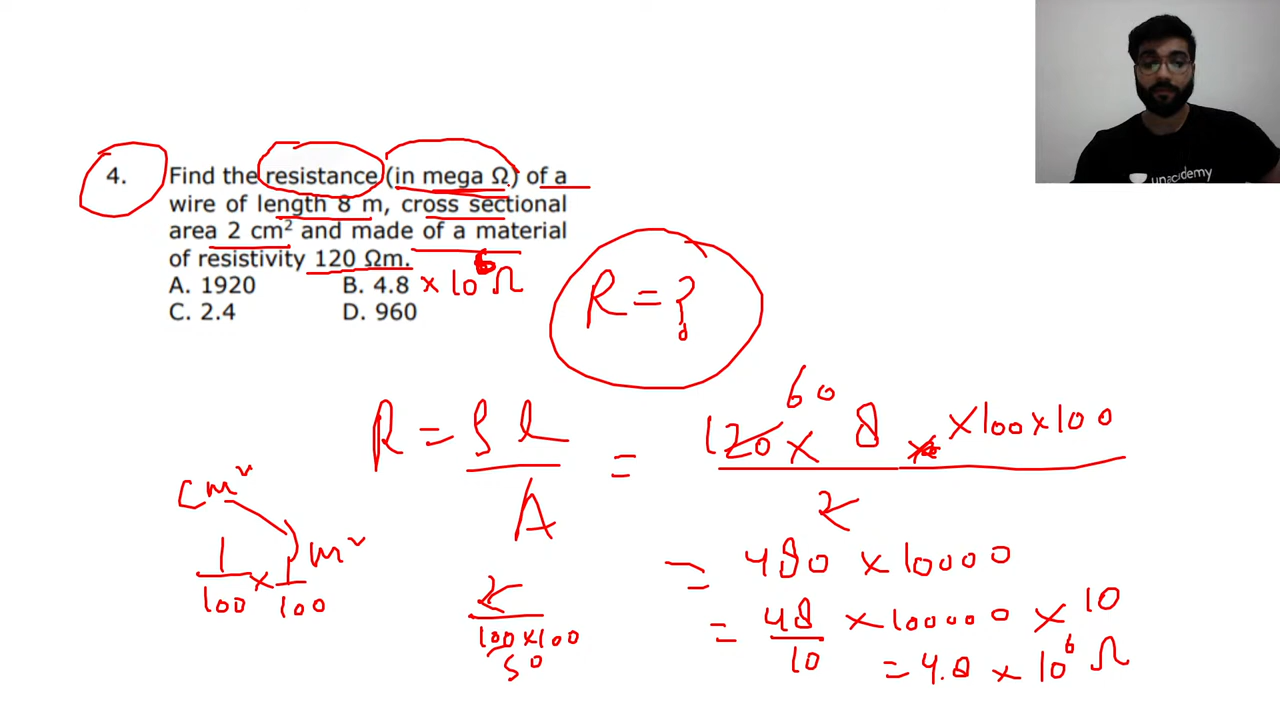 4. Find the resistance (in mega Ω) of a
wire of length 8 m, cross sectional
area 2 cm² and made of a material
of resistivity 120 Ωm.
A. 1920 B. 4.8 × 10⁶ Ω
C. 2.4 D. 960
unacademy
R = ?
R = ρ l / A = 120 × 8 × 100 × 100 / 2
60
cm²
1/100 × 1/100 m²
2 / 100 × 100
50
= 480 × 10000
= 48/10 × 100000 × 10
= 4.8 × 10⁶ Ω